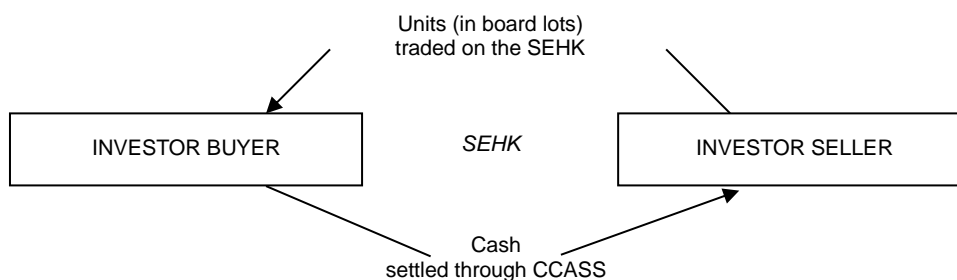 Units (in board lots)
traded on the SEHK
INVESTOR BUYER
SEHK
INVESTOR SELLER
Cash
settled through CCASS